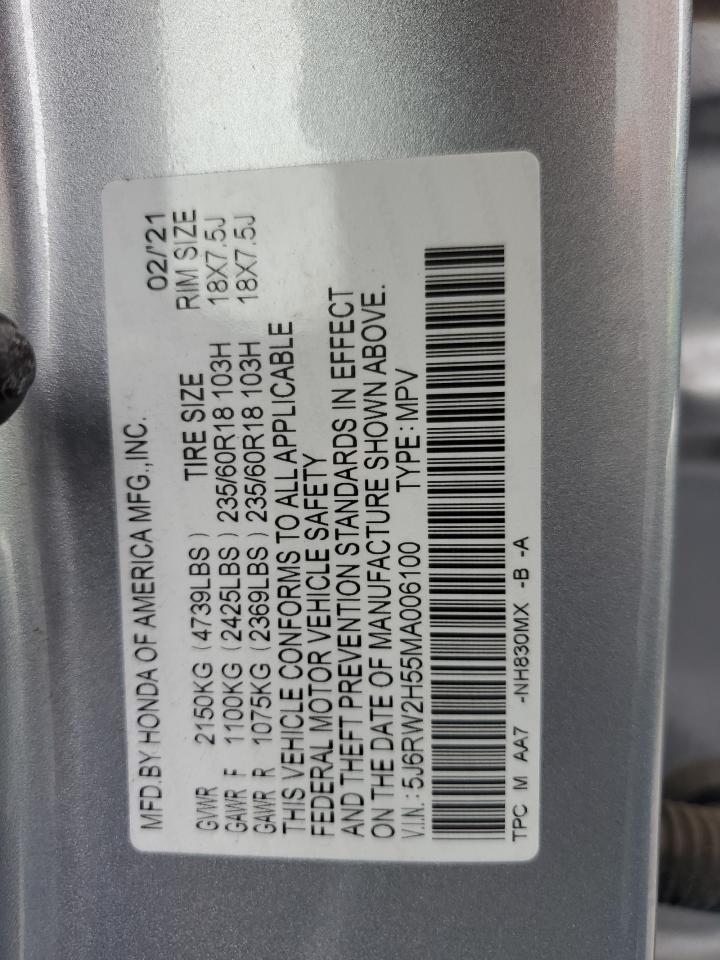 MFD.BY HONDA OF AMERICA MFG.,INC. 02/'21
GVWR 2150KG (4739LBS) TIRE SIZE RIM SIZE
GAWR F 1100KG (2425LBS) 235/60R18 103H 18X7.5J
GAWR R 1075KG (2369LBS) 235/60R18 103H 18X7.5J
THIS VEHICLE CONFORMS TO ALL APPLICABLE
FEDERAL MOTOR VEHICLE SAFETY
AND THEFT PREVENTION STANDARDS IN EFFECT
ON THE DATE OF MANUFACTURE SHOWN ABOVE.
V.I.N.: 5J6RW2H55MA006100 TYPE: MPV
TPC M AA7 -NH830MX -B -A